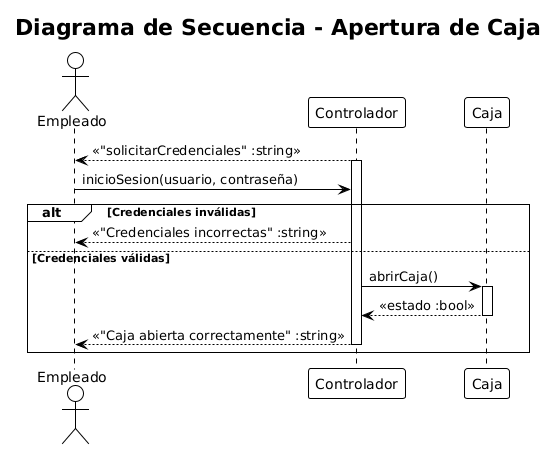 Diagrama de Secuencia - Apertura de Caja
Empleado
Controlador
Caja
«"solicitarCredenciales" :string»
inicioSesion(usuario, contraseña)
alt
[Credenciales inválidas]
«"Credenciales incorrectas" :string»
[Credenciales válidas]
abrirCaja()
«estado :bool»
«"Caja abierta correctamente" :string»
Empleado
Controlador
Caja